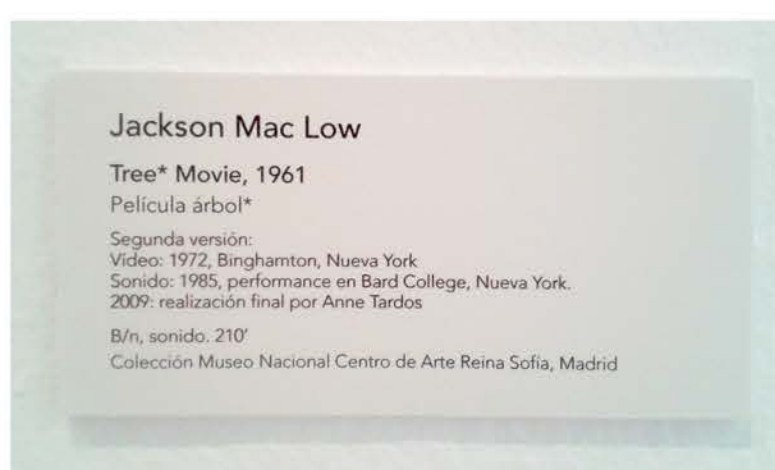 Jackson Mac Low
Tree* Movie, 1961
Película árbol*
Segunda versión:
Vídeo: 1972, Binghamton, Nueva York
Sonido: 1985, performance en Bard College, Nueva York.
2009: realización final por Anne Tardos
B/n, sonido. 210'
Colección Museo Nacional Centro de Arte Reina Sofía, Madrid